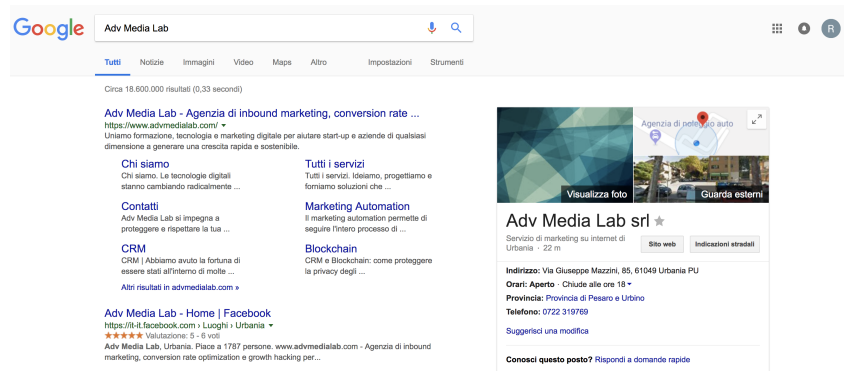 Google
Adv Media Lab
R
Tutti Notizie Immagini Video Maps Altro Impostazioni Strumenti
Circa 18.600.000 risultati (0,33 secondi)
Adv Media Lab - Agenzia di inbound marketing, conversion rate ...
https://www.advmedialab.com/
Uniamo formazione, tecnologia e marketing digitale per aiutare start-up e aziende di qualsiasi
dimensione a generare una crescita rapida e sostenibile.
Chi siamo
Chi siamo. Le tecnologie digitali
stanno cambiando radicalmente ...
Tutti i servizi
Tutti i servizi. Ideiamo, progettiamo e
forniamo soluzioni che ...
Contatti
Adv Media Lab si impegna a
proteggere e rispettare la tua ...
Marketing Automation
Il marketing automation permette di
seguire l'intero processo di ...
CRM
CRM | Abbiamo avuto la fortuna di
essere stati all'interno di molte ...
Blockchain
CRM e Blockchain: come proteggere
la privacy degli ...
Altri risultati in advmedialab.com »
Adv Media Lab - Home | Facebook
https://it-it.facebook.com › Luoghi › Urbania
Valutazione: 5 - 6 voti
Adv Media Lab, Urbania. Piace a 1787 persone. www.advmedialab.com - Agenzia di inbound
marketing, conversion rate optimization e growth hacking per...
Agenzia di noleggio auto
Visualizza foto
Guarda esterni
Adv Media Lab srl
Servizio di marketing su internet di
Urbania · 22 m
Sito web
Indicazioni stradali
Indirizzo: Via Giuseppe Mazzini, 85, 61049 Urbania PU
Orari: Aperto · Chiude alle ore 18
Provincia: Provincia di Pesaro e Urbino
Telefono: 0722 319769
Suggerisci una modifica
Conosci questo posto? Rispondi a domande rapide